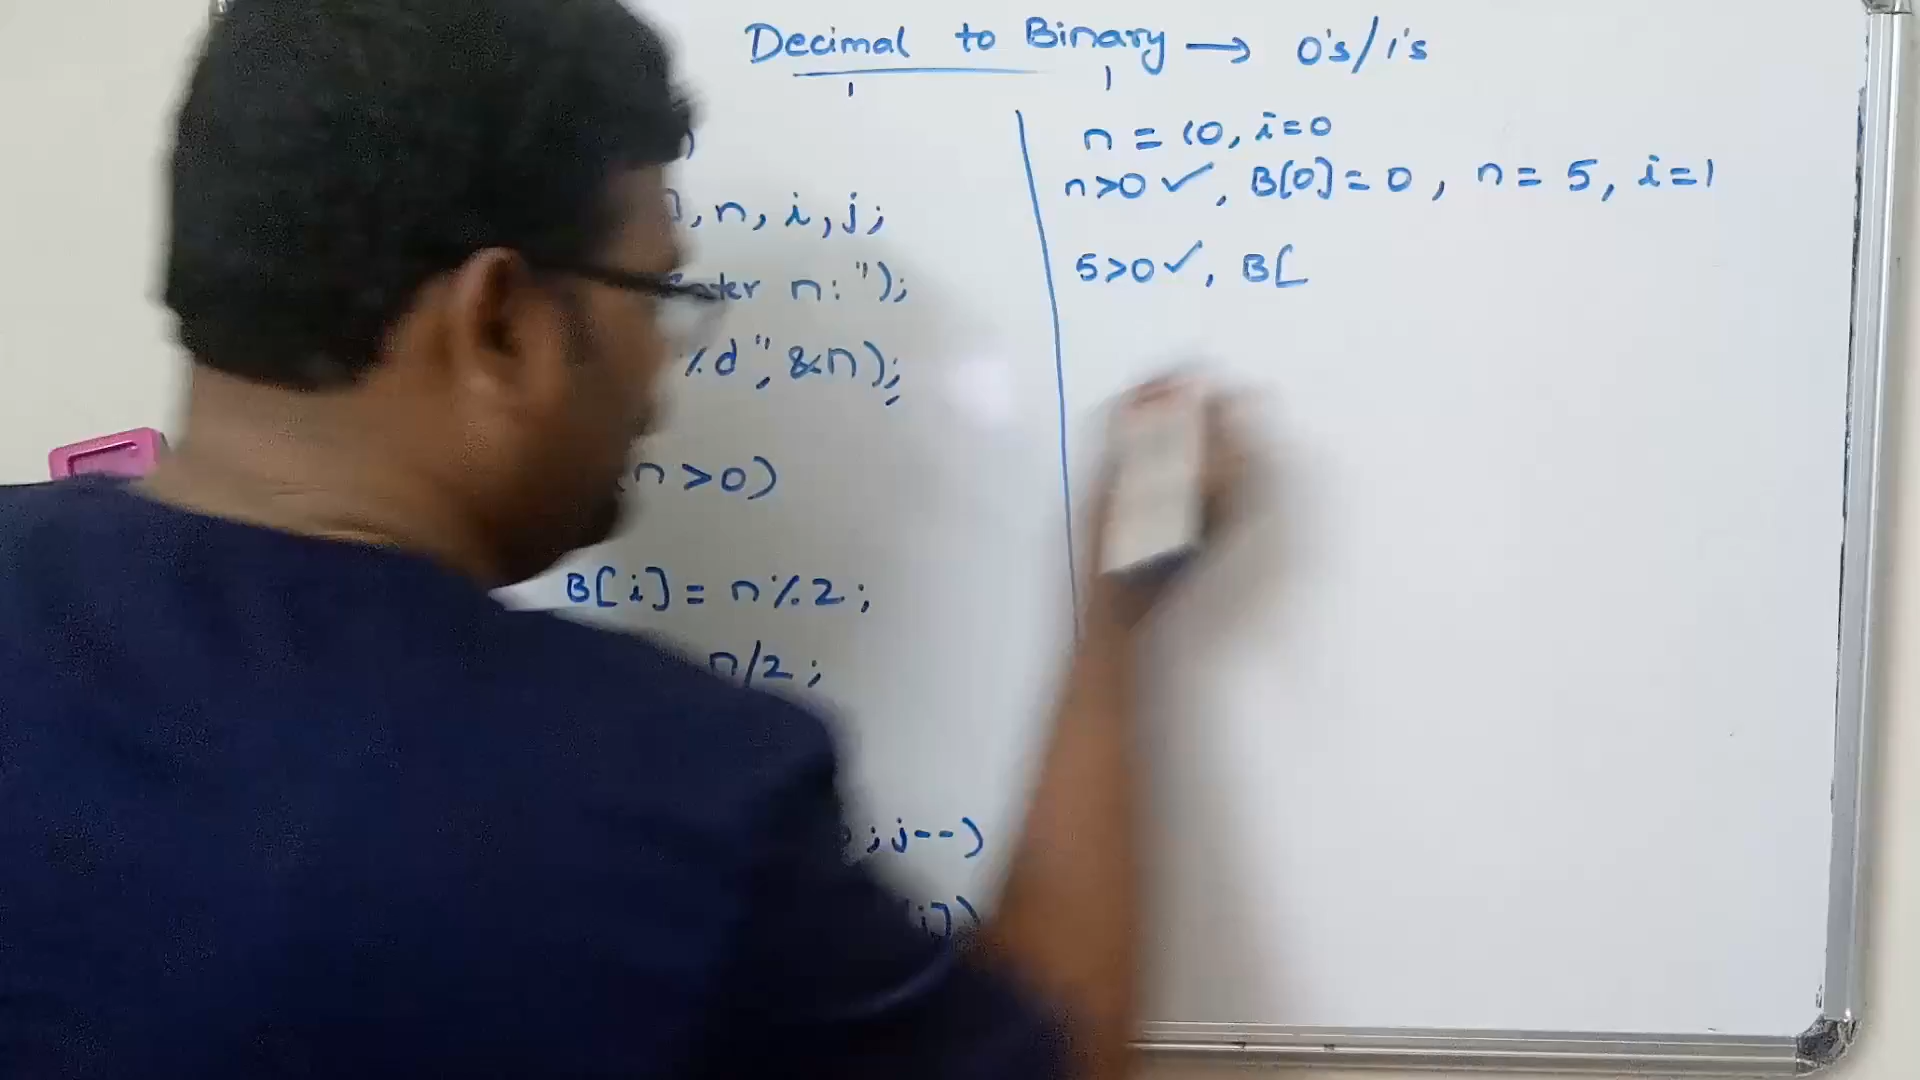 Decimal to Binary → 0's/1's
], n, i, j;
Enter n:");
%d", &n);
(n>0)
B[i] = n%2;
n/2;
;j--)
i])
n = 10, i=0
n>0 ✓, B[0] = 0, n = 5, i=1
5>0 ✓, B[